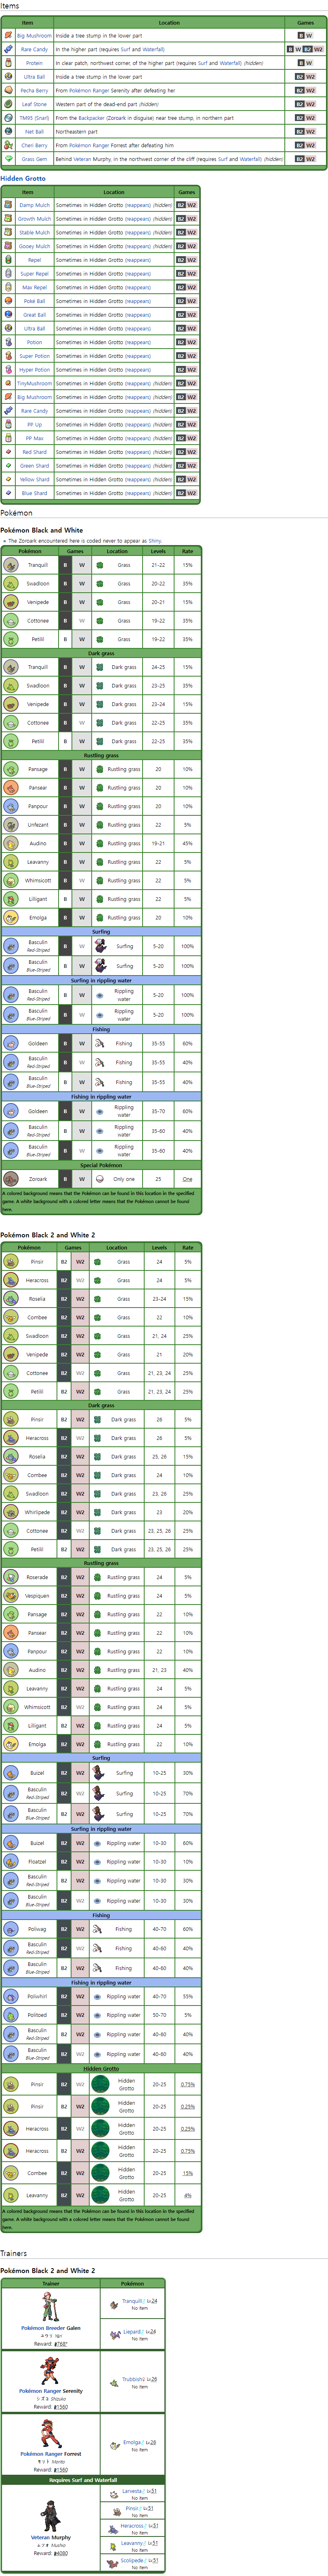 Items
Item Location Games
Big Mushroom Inside a tree stump in the lower part B W
Rare Candy In the higher part (requires Surf and Waterfall) B W B2 W2
Protein In clear patch, northwest corner, of the higher part (requires Surf and Waterfall) (hidden) B W
Ultra Ball Inside a tree stump in the lower part B2 W2
Pecha Berry From Pokémon Ranger Serenity after defeating her B2 W2
Leaf Stone Western part of the dead-end part (hidden) B2 W2
TM95 (Snarl) From the Backpacker (Zoroark in disguise) near tree stump, in northern part B2 W2
Net Ball Northeastern part B2 W2
Cheri Berry From Pokémon Ranger Forrest after defeating him B2 W2
Grass Gem Behind Veteran Murphy, in the northwest corner of the cliff (requires Surf and Waterfall) (hidden) B2 W2
Hidden Grotto
Item Location Games
Damp Mulch Sometimes in Hidden Grotto (reappears) (hidden) B2 W2
Growth Mulch Sometimes in Hidden Grotto (reappears) (hidden) B2 W2
Stable Mulch Sometimes in Hidden Grotto (reappears) (hidden) B2 W2
Gooey Mulch Sometimes in Hidden Grotto (reappears) (hidden) B2 W2
Repel Sometimes in Hidden Grotto (reappears) B2 W2
Super Repel Sometimes in Hidden Grotto (reappears) B2 W2
Max Repel Sometimes in Hidden Grotto (reappears) B2 W2
Poké Ball Sometimes in Hidden Grotto (reappears) B2 W2
Great Ball Sometimes in Hidden Grotto (reappears) B2 W2
Ultra Ball Sometimes in Hidden Grotto (reappears) B2 W2
Potion Sometimes in Hidden Grotto (reappears) B2 W2
Super Potion Sometimes in Hidden Grotto (reappears) B2 W2
Hyper Potion Sometimes in Hidden Grotto (reappears) B2 W2
TinyMushroom Sometimes in Hidden Grotto (reappears) (hidden) B2 W2
Big Mushroom Sometimes in Hidden Grotto (reappears) (hidden) B2 W2
Rare Candy Sometimes in Hidden Grotto (reappears) B2 W2
PP Up Sometimes in Hidden Grotto (reappears) B2 W2
PP Max Sometimes in Hidden Grotto (reappears) B2 W2
Red Shard Sometimes in Hidden Grotto (reappears) (hidden) B2 W2
Green Shard Sometimes in Hidden Grotto (reappears) (hidden) B2 W2
Yellow Shard Sometimes in Hidden Grotto (reappears) (hidden) B2 W2
Blue Shard Sometimes in Hidden Grotto (reappears) (hidden) B2 W2
Pokémon
Pokémon Black and White
The Zoroark encountered here is coded never to appear as Shiny.
Pokémon Games Location Levels Rate
Tranquill B W Grass 21-22 15%
Swadloon B W Grass 20-22 35%
Venipede B W Grass 20-21 15%
Cottonee B W Grass 19-22 35%
Petilil B W Grass 19-22 35%
Dark grass
Tranquill B W Dark grass 24-25 15%
Swadloon B W Dark grass 23-25 35%
Venipede B W Dark grass 23-24 15%
Cottonee B W Dark grass 22-25 35%
Petilil B W Dark grass 22-25 35%
Rustling grass
Pansage B W Rustling grass 20 10%
Pansear B W Rustling grass 20 10%
Panpour B W Rustling grass 20 10%
Unfezant B W Rustling grass 22 5%
Audino B W Rustling grass 19-21 45%
Leavanny B W Rustling grass 22 5%
Whimsicott B W Rustling grass 22 5%
Lilligant B W Rustling grass 22 5%
Emolga B W Rustling grass 20 10%
Surfing
Basculin Red-Striped B W Surfing 5-20 100%
Basculin Blue-Striped B W Surfing 5-20 100%
Surfing in rippling water
Basculin Red-Striped B W Rippling water 5-20 100%
Basculin Blue-Striped B W Rippling water 5-20 100%
Fishing
Goldeen B W Fishing 35-55 60%
Basculin Red-Striped B W Fishing 35-55 40%
Basculin Blue-Striped B W Fishing 35-55 40%
Fishing in rippling water
Goldeen B W Rippling water 35-70 60%
Basculin Red-Striped B W Rippling water 35-60 40%
Basculin Blue-Striped B W Rippling water 35-60 40%
Special Pokémon
Zoroark B W Only one 25 One
A colored background means that the Pokémon can be found in this location in the specified
game. A white background with a colored letter means that the Pokémon cannot be found
here.
Pokémon Black 2 and White 2
Pokémon Games Location Levels Rate
Pinsir B2 W2 Grass 24 5%
Heracross B2 W2 Grass 24 5%
Roselia B2 W2 Grass 23-24 15%
Combee B2 W2 Grass 22 10%
Swadloon B2 W2 Grass 21, 24 25%
Venipede B2 W2 Grass 21 20%
Cottonee B2 W2 Grass 21, 23, 24 25%
Petilil B2 W2 Grass 21, 23, 24 25%
Dark grass
Pinsir B2 W2 Dark grass 26 5%
Heracross B2 W2 Dark grass 26 5%
Roselia B2 W2 Dark grass 25, 26 15%
Combee B2 W2 Dark grass 24 10%
Swadloon B2 W2 Dark grass 23, 26 25%
Whirlipede B2 W2 Dark grass 23 20%
Cottonee B2 W2 Dark grass 23, 25, 26 25%
Petilil B2 W2 Dark grass 23, 25, 26 25%
Rustling grass
Roserade B2 W2 Rustling grass 24 5%
Vespiquen B2 W2 Rustling grass 24 5%
Pansage B2 W2 Rustling grass 22 10%
Pansear B2 W2 Rustling grass 22 10%
Panpour B2 W2 Rustling grass 22 10%
Audino B2 W2 Rustling grass 21, 23 40%
Leavanny B2 W2 Rustling grass 24 5%
Whimsicott B2 W2 Rustling grass 24 5%
Lilligant B2 W2 Rustling grass 24 5%
Emolga B2 W2 Rustling grass 22 10%
Surfing
Buizel B2 W2 Surfing 10-25 30%
Basculin Red-Striped B2 W2 Surfing 10-25 70%
Basculin Blue-Striped B2 W2 Surfing 10-25 70%
Surfing in rippling water
Buizel B2 W2 Rippling water 10-30 60%
Floatzel B2 W2 Rippling water 10-30 10%
Basculin Red-Striped B2 W2 Rippling water 10-30 30%
Basculin Blue-Striped B2 W2 Rippling water 10-30 30%
Fishing
Poliwag B2 W2 Fishing 40-70 60%
Basculin Red-Striped B2 W2 Fishing 40-60 40%
Basculin Blue-Striped B2 W2 Fishing 40-60 40%
Fishing in rippling water
Poliwhirl B2 W2 Rippling water 40-70 55%
Politoed B2 W2 Rippling water 50-70 5%
Basculin Red-Striped B2 W2 Rippling water 40-60 40%
Basculin Blue-Striped B2 W2 Rippling water 40-60 40%
Hidden Grotto
Pinsir B2 W2 Hidden Grotto 20-25 0.75%
Pinsir B2 W2 Hidden Grotto 20-25 0.25%
Heracross B2 W2 Hidden Grotto 20-25 0.25%
Heracross B2 W2 Hidden Grotto 20-25 0.75%
Combee B2 W2 Hidden Grotto 20-25 15%
Leavanny B2 W2 Hidden Grotto 20-25 4%
A colored background means that the Pokémon can be found in this location in the specified
game. A white background with a colored letter means that the Pokémon cannot be found
here.
Trainers
Pokémon Black 2 and White 2
Trainer Pokémon
Pokémon Breeder Galen
Tranquill♂ Lv.24
No item
Liepard♂ Lv.24
No item
Pokémon Ranger Serenity
シズカ Shizuka
Reward: 1560
Trubbish♀ Lv.26
No item
Pokémon Ranger Forrest
モリト Morito
Reward: 1560
Emolga♂ Lv.26
No item
Requires Surf and Waterfall
Veteran Murphy
Reward: 4080
Larvesta♂ Lv.51
No item
Pinsir♂ Lv.51
No item
Heracross♂ Lv.51
No item
Leavanny♂ Lv.51
No item
Scolipede♂ Lv.51
No item